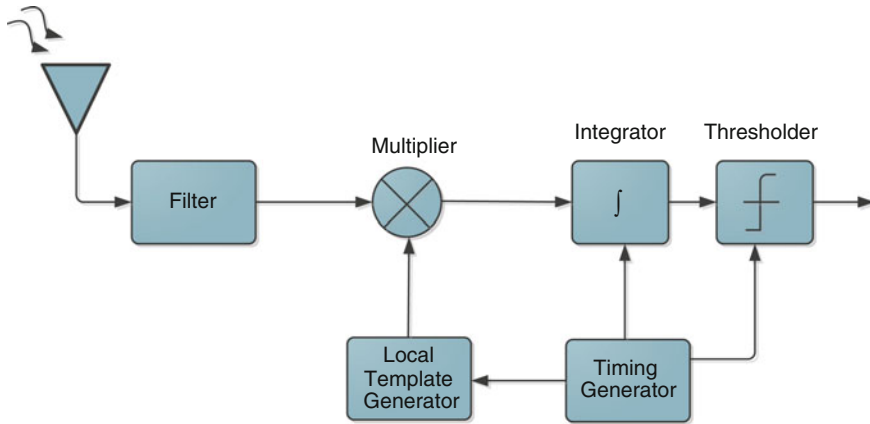 Multiplier
Integrator
Thresholder
Filter
∫
Local
Template
Generator
Timing
Generator